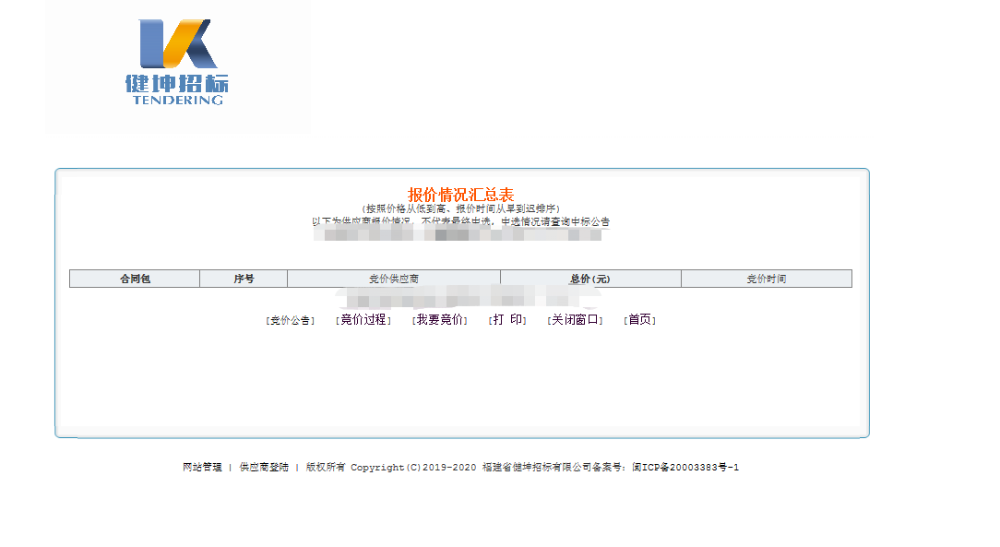 健坤招标
TENDERING
报价情况汇总表
(按照价格从低到高、报价时间从早到迟排序)
以下为供应商报价情况，不代表最终中选，中选情况请查询中标公告
合同包 序号 竞价供应商 总价(元) 竞价时间
[竞价公告] [竞价过程] [我要竞价] [打 印] [关闭窗口] [首页]
网站管理 | 供应商登陆 | 版权所有 Copyright(C)2019-2020 福建省健坤招标有限公司备案号: 闽ICP备20003383号-1